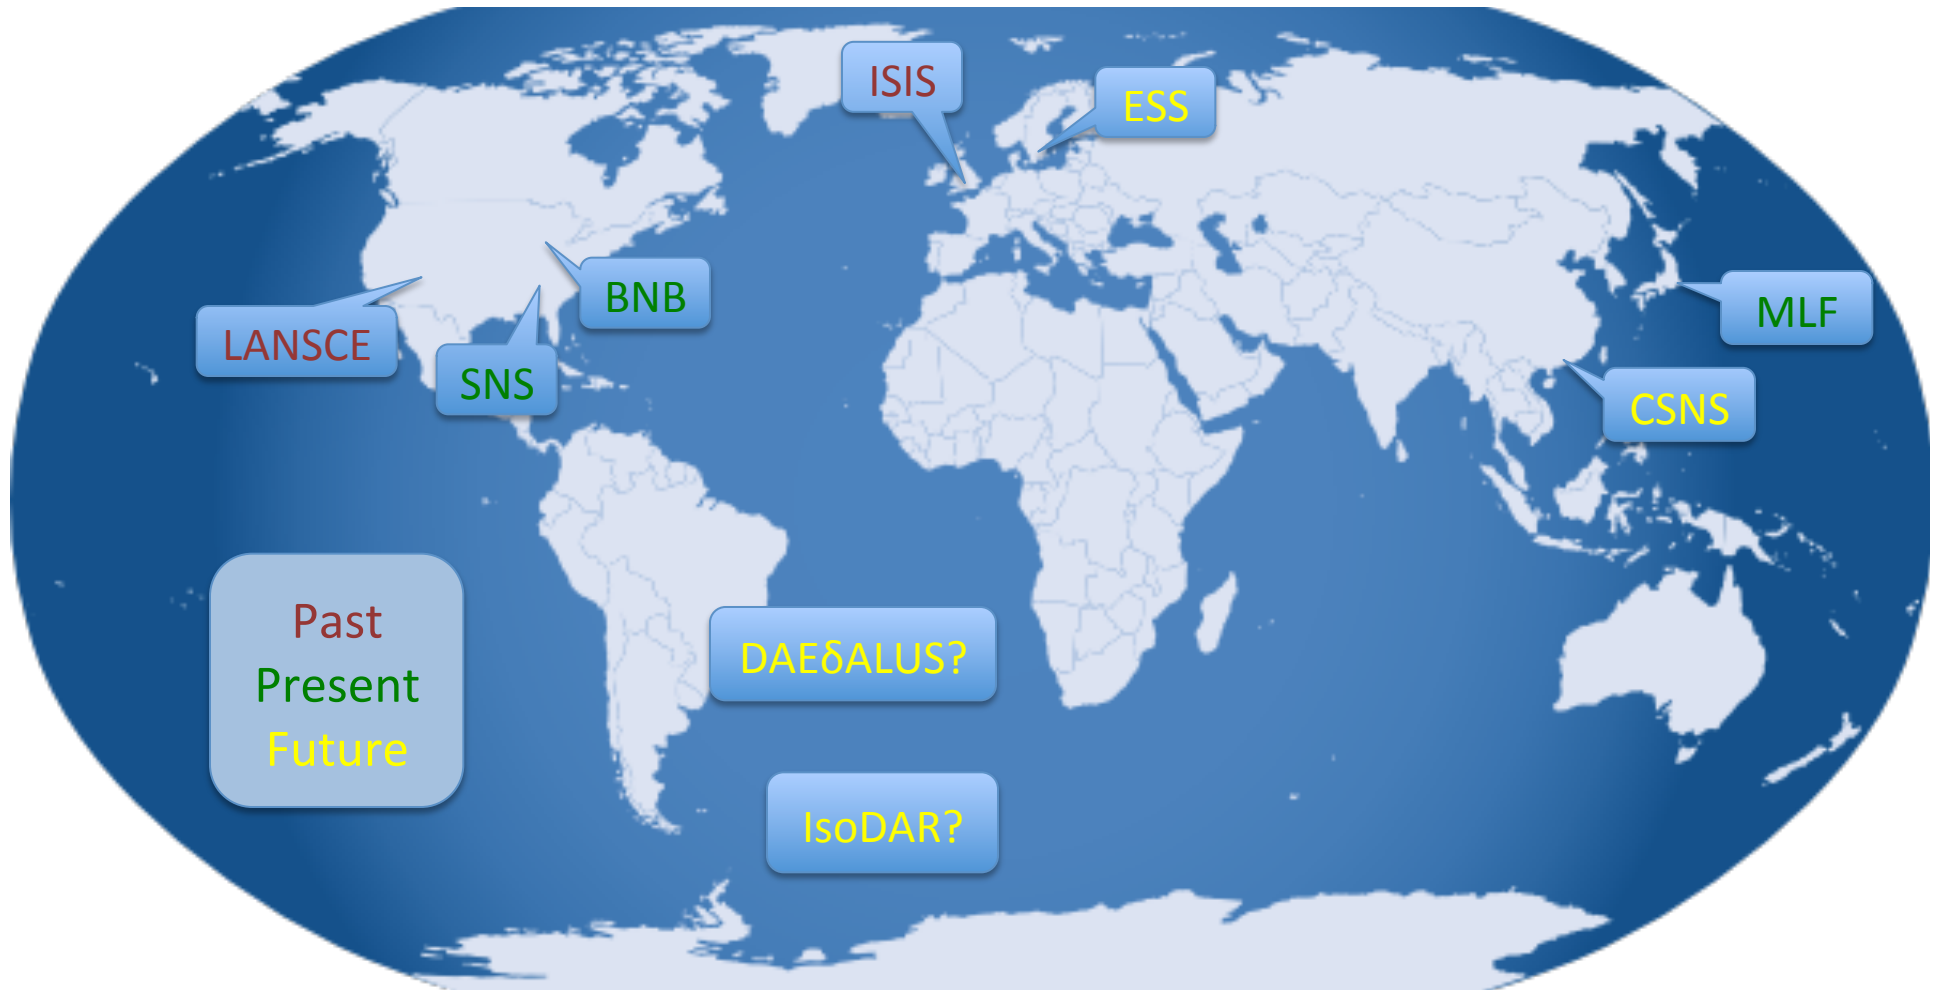 ISIS
ESS
BNB
LANSCE
SNS
MLF
CSNS
Past
Present
Future
DAEδALUS?
IsoDAR?